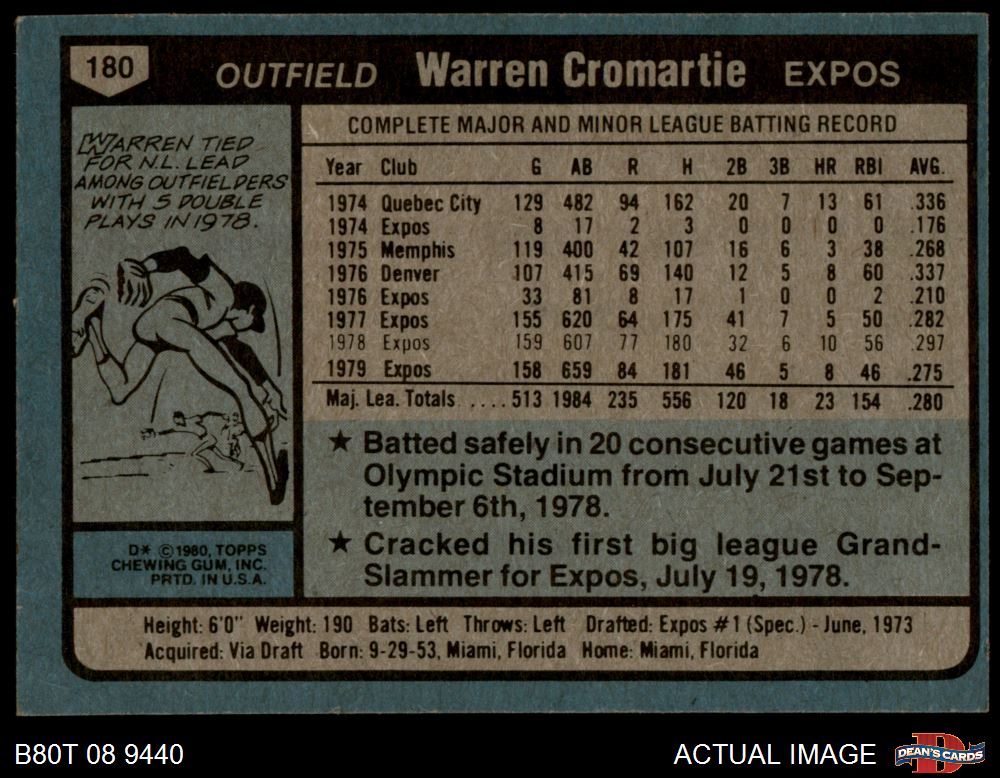 180 OUTFIELD Warren Cromartie EXPOS
WARREN TIED
FOR N.L. LEAD
AMONG OUTFIELDERS
WITH 5 DOUBLE
PLAYS IN 1978.
D* ©1980, TOPPS
CHEWING GUM, INC.
PRTD. IN U.S.A.
COMPLETE MAJOR AND MINOR LEAGUE BATTING RECORD
Year Club G AB R H 2B 3B HR RBI AVG.
1974 Quebec City 129 482 94 162 20 7 13 61 .336
1974 Expos 8 17 2 3 0 0 0 0 .176
1975 Memphis 119 400 42 107 16 6 3 38 .268
1976 Denver 107 415 69 140 12 5 8 60 .337
1976 Expos 33 81 8 17 1 0 0 2 .210
1977 Expos 155 620 64 175 41 7 5 50 .282
1978 Expos 159 607 77 180 32 6 10 56 .297
1979 Expos 158 659 84 181 46 5 8 46 .275
Maj. Lea. Totals ....513 1984 235 556 120 18 23 154 .280
★ Batted safely in 20 consecutive games at
Olympic Stadium from July 21st to Sep-
tember 6th, 1978.
★ Cracked his first big league Grand-
Slammer for Expos, July 19, 1978.
Height: 6'0" Weight: 190 Bats: Left Throws: Left Drafted: Expos #1 (Spec.) - June, 1973
Acquired: Via Draft Born: 9-29-53, Miami, Florida Home: Miami, Florida
B80T 08 9440 ACTUAL IMAGE DEAN'S CARDS